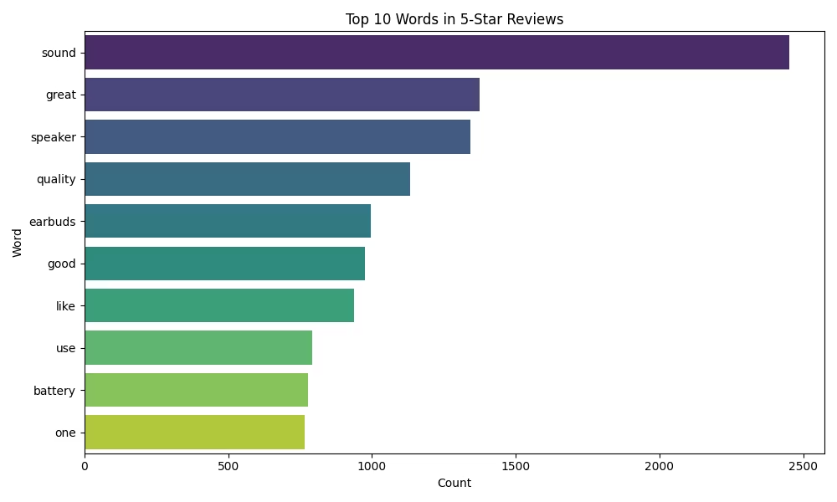 Top 10 Words in 5-Star Reviews
sound
great
speaker
quality
earbuds
good
like
use
battery
one
Word
0 500 1000 1500 2000 2500
Count